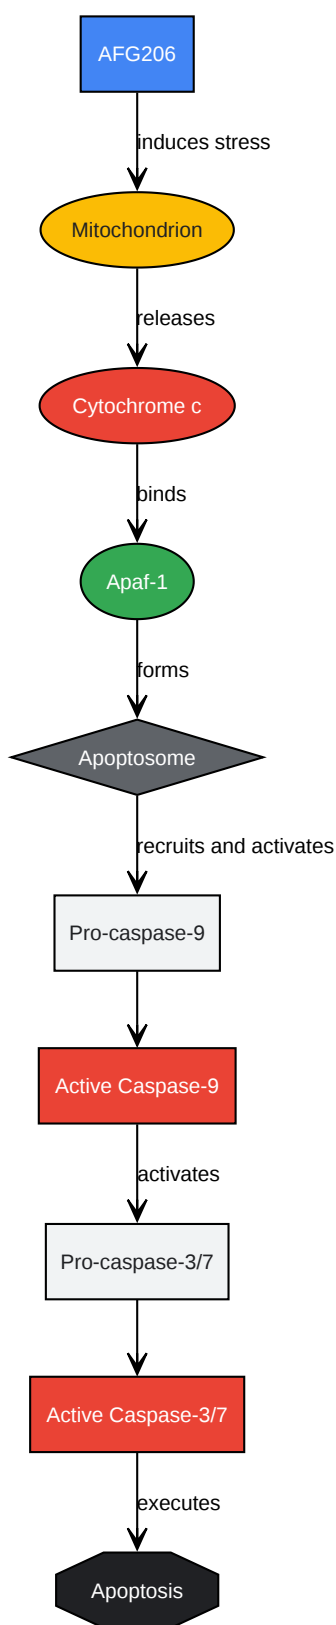 AFG206
induces stress
Mitochondrion
releases
Cytochrome c
binds
Apaf-1
forms
Apoptosome
recruits and activates
Pro-caspase-9
Active Caspase-9
activates
Pro-caspase-3/7
Active Caspase-3/7
executes
Apoptosis